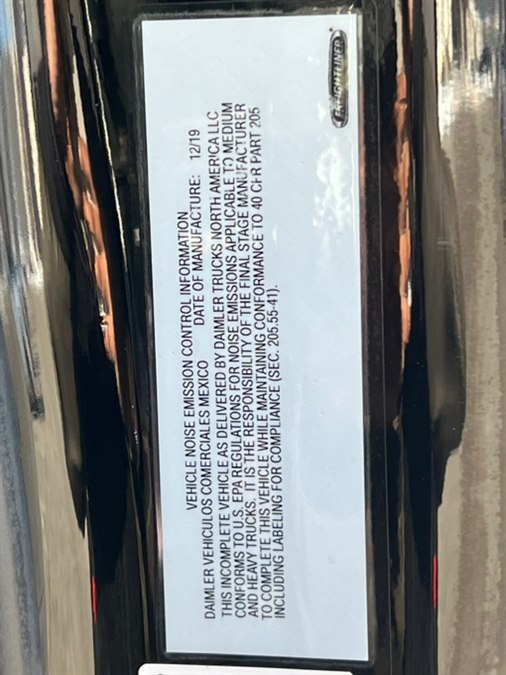 VEHICLE NOISE EMISSION CONTROL INFORMATION
DAIMLER VEHICULOS COMERCIALES MEXICO DATE OF MANUFACTURE: 12/19
THIS INCOMPLETE VEHICLE AS DELIVERED BY DAIMLER TRUCKS NORTH AMERICA LLC
CONFORMS TO U.S. EPA REGULATIONS FOR NOISE EMISSIONS APPLICABLE TO MEDIUM
AND HEAVY TRUCKS. IT IS THE RESPONSIBILITY OF THE FINAL STAGE MANUFACTURER
TO COMPLETE THIS VEHICLE WHILE MAINTAINING CONFORMANCE TO 40 CFR PART 205
INCLUDING LABELING FOR COMPLIANCE (SEC. 205.55-41).
FREIGHTLINER